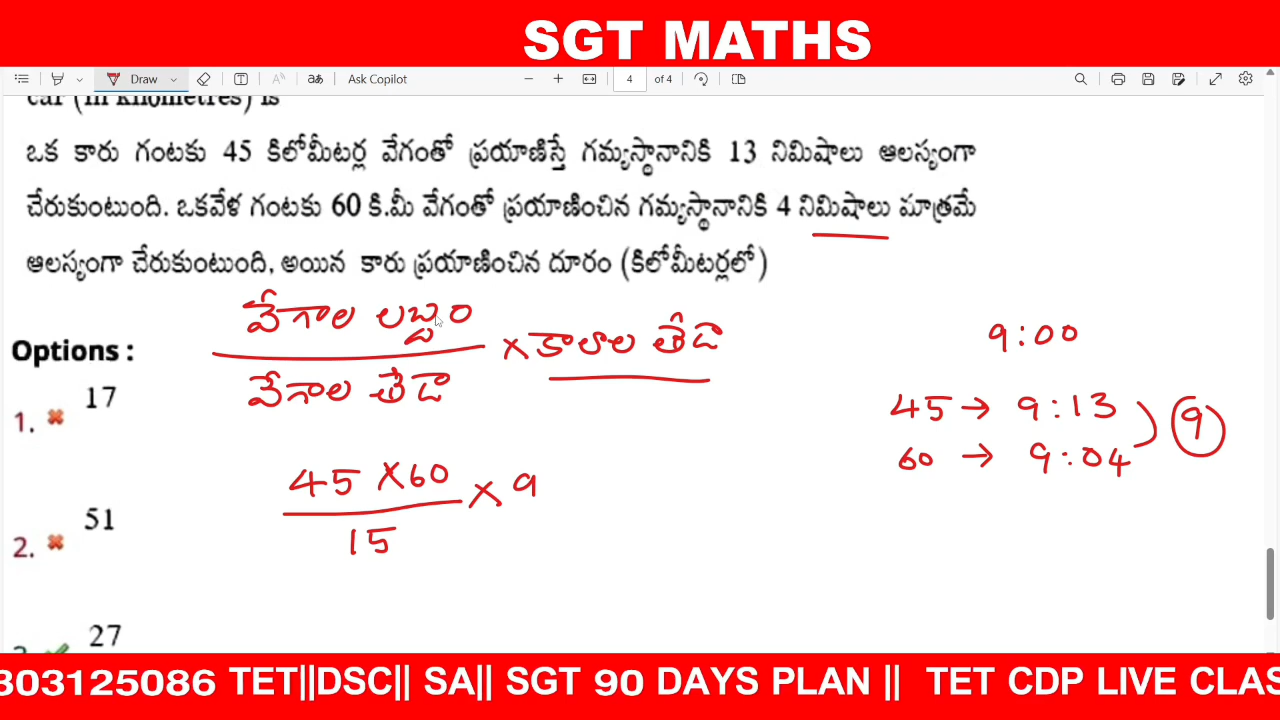 SGT MATHS
Draw
Ask Copilot
4 of 4
car (in kilometres) is
ఒక కారు గంటకు 45 కిలోమీటర్ల వేగంతో ప్రయాణిస్తే గమ్యస్థానానికి 13 నిమిషాలు ఆలస్యంగా
చేరుకుంటుంది. ఒకవేళ గంటకు 60 కి.మీ వేగంతో ప్రయాణించిన గమ్యస్థానానికి 4 నిమిషాలు మాత్రమే
ఆలస్యంగా చేరుకుంటుంది, అయిన కారు ప్రయాణించిన దూరం (కిలోమీటర్లలో)
వేగాల లబ్దం
× కాలాల తేడా
వేగాల తేడా
9:00
45 → 9:13
60 → 9:04
9
Options :
1. 17
45 × 60
× 9
15
2. 51
3. 27
303125086 TET||DSC|| SA|| SGT 90 DAYS PLAN || TET CDP LIVE CLAS